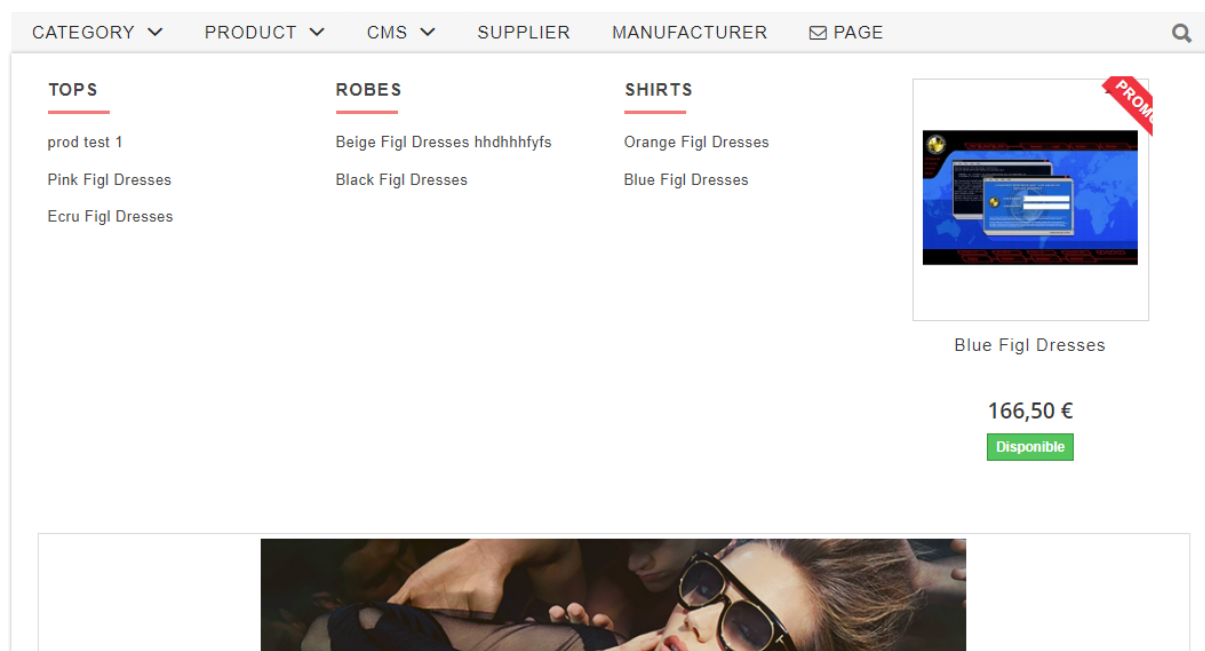 CATEGORY PRODUCT CMS SUPPLIER MANUFACTURER PAGE
TOPS
prod test 1
Pink Figl Dresses
Ecru Figl Dresses
ROBES
Beige Figl Dresses hhdhhhfyfs
Black Figl Dresses
SHIRTS
Orange Figl Dresses
Blue Figl Dresses
Blue Figl Dresses
166,50 €
Disponible